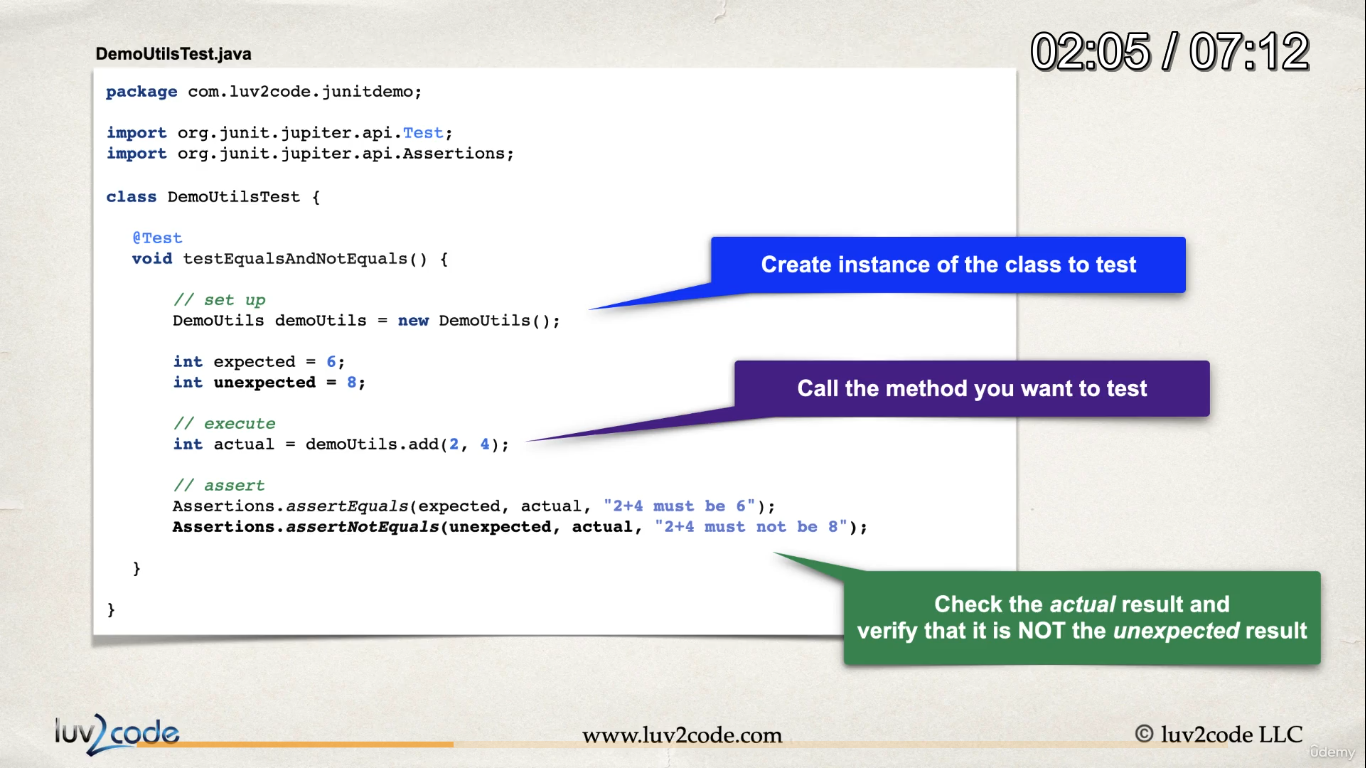 DemoUtilsTest.java
02:05 / 07:12
package com.luv2code.junitdemo;
import org.junit.jupiter.api.Test;
import org.junit.jupiter.api.Assertions;
class DemoUtilsTest {
@Test
void testEqualsAndNotEquals() {
Create instance of the class to test
// set up
DemoUtils demoUtils = new DemoUtils();
int expected = 6;
int unexpected = 8;
Call the method you want to test
// execute
int actual = demoUtils.add(2, 4);
// assert
Assertions.assertEquals(expected, actual, "2+4 must be 6");
Assertions.assertNotEquals(unexpected, actual, "2+4 must not be 8");
}
Check the actual result and
verify that it is NOT the unexpected result
}
luv2code
www.luv2code.com
© luv2code LLC
ûdemy